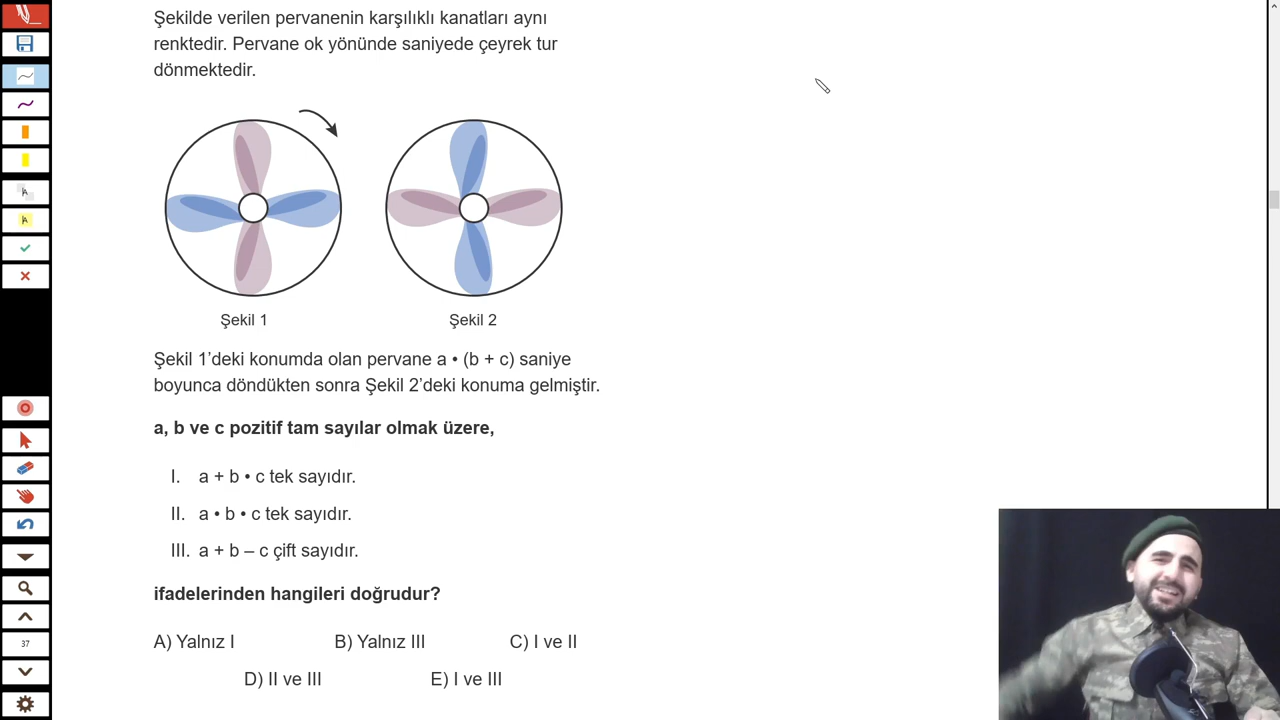 Şekilde verilen pervanenin karşılıklı kanatları aynı
renktedir. Pervane ok yönünde saniyede çeyrek tur
dönmektedir.
Şekil 1
Şekil 2
Şekil 1’deki konumda olan pervane a • (b + c) saniye
boyunca döndükten sonra Şekil 2’deki konuma gelmiştir.
a, b ve c pozitif tam sayılar olmak üzere,
I. a + b • c tek sayıdır.
II. a • b • c tek sayıdır.
III. a + b – c çift sayıdır.
ifadelerinden hangileri doğrudur?
A) Yalnız I B) Yalnız III C) I ve II
D) II ve III E) I ve III
37